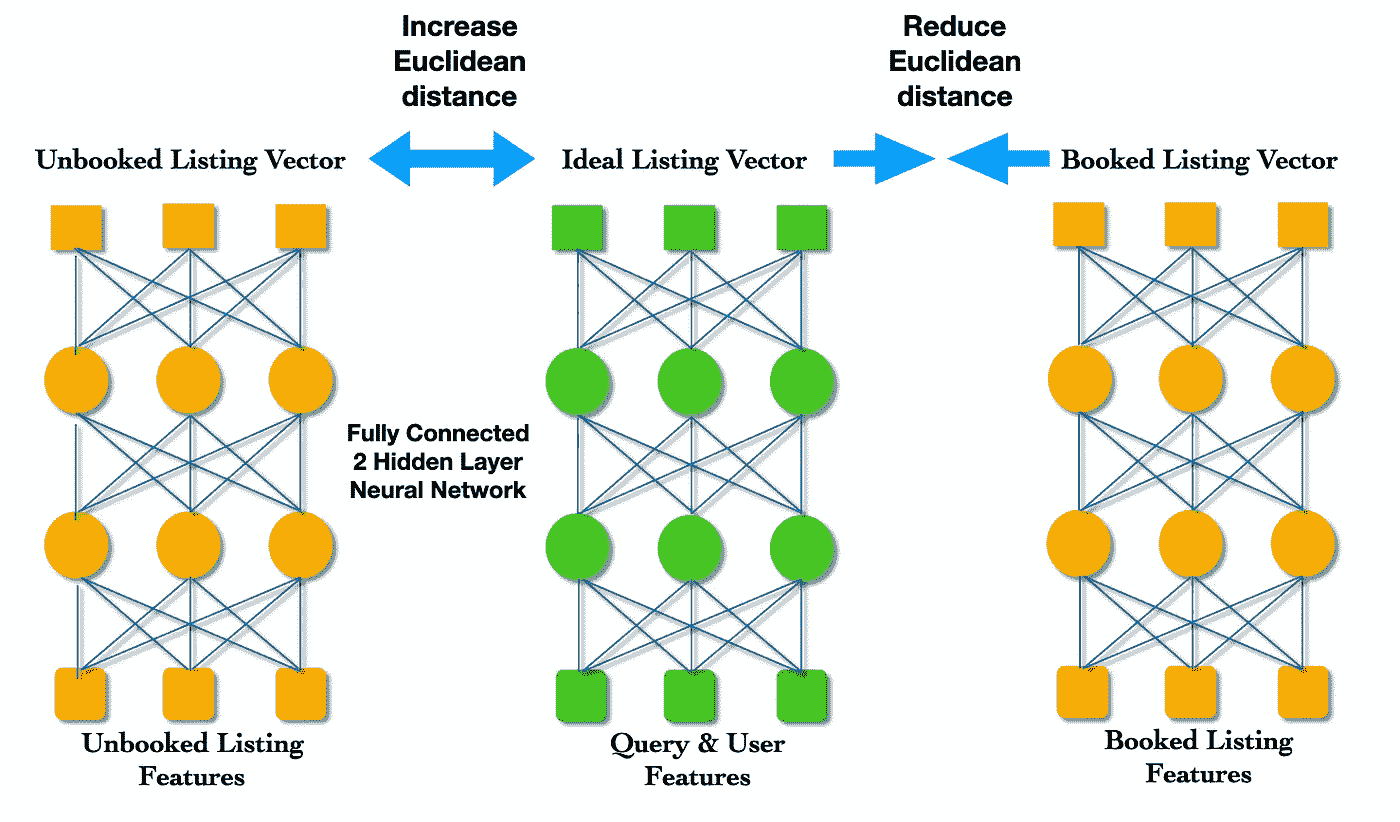 Increase
Euclidean
distance
Reduce
Euclidean
distance
Unbooked Listing Vector
Ideal Listing Vector
Booked Listing Vector
Fully Connected
2 Hidden Layer
Neural Network
Unbooked Listing
Features
Query & User
Features
Booked Listing
Features